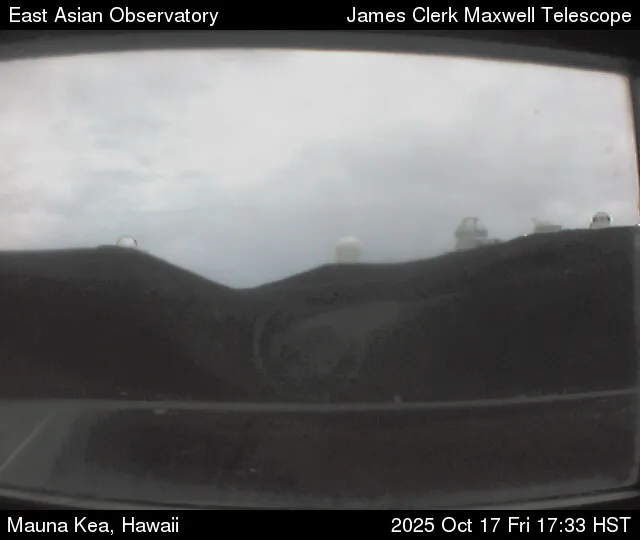 East Asian Observatory
James Clerk Maxwell Telescope
Mauna Kea, Hawaii
2025 Oct 17 Fri 17:33 HST